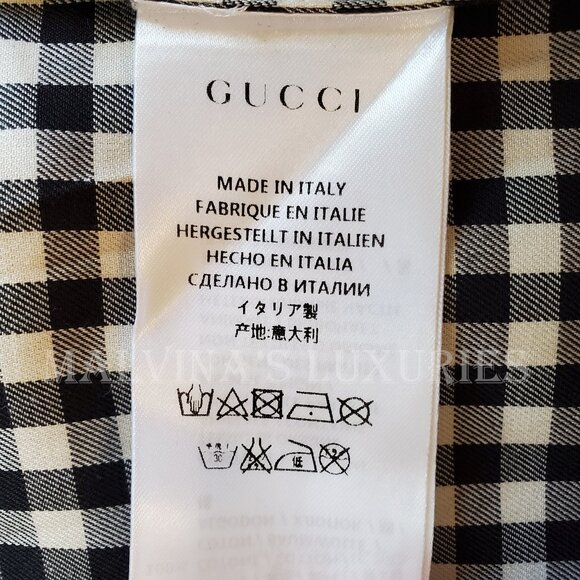 GUCCI
MADE IN ITALY
FABRIQUE EN ITALIE
HERGESTELLT IN ITALIEN
HECHO EN ITALIA
СДЕЛАНО В ИТАЛИИ
イタリア製
产地:意大利
MALVINA'S LUXURIES
低